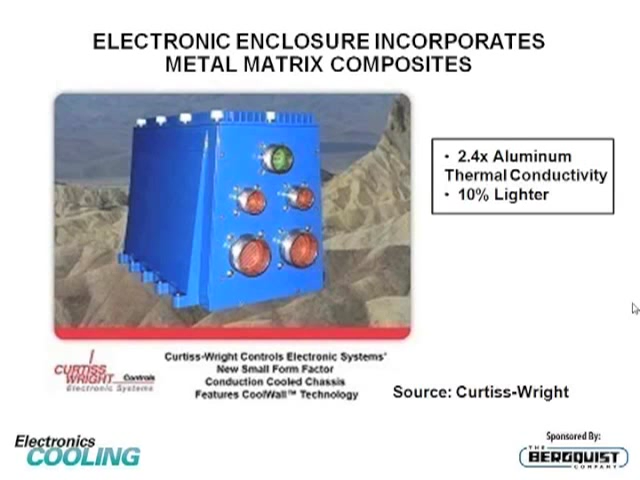 ELECTRONIC ENCLOSURE INCORPORATES
METAL MATRIX COMPOSITES
• 2.4x Aluminum
Thermal Conductivity
• 10% Lighter
CURTISS
WRIGHT Controls
Electronic Systems
Curtiss-Wright Controls Electronic Systems'
New Small Form Factor
Conduction Cooled Chassis
Features CoolWall™ Technology
Source: Curtiss-Wright
Electronics
COOLING
Sponsored By:
THE
BERGQUIST
COMPANY